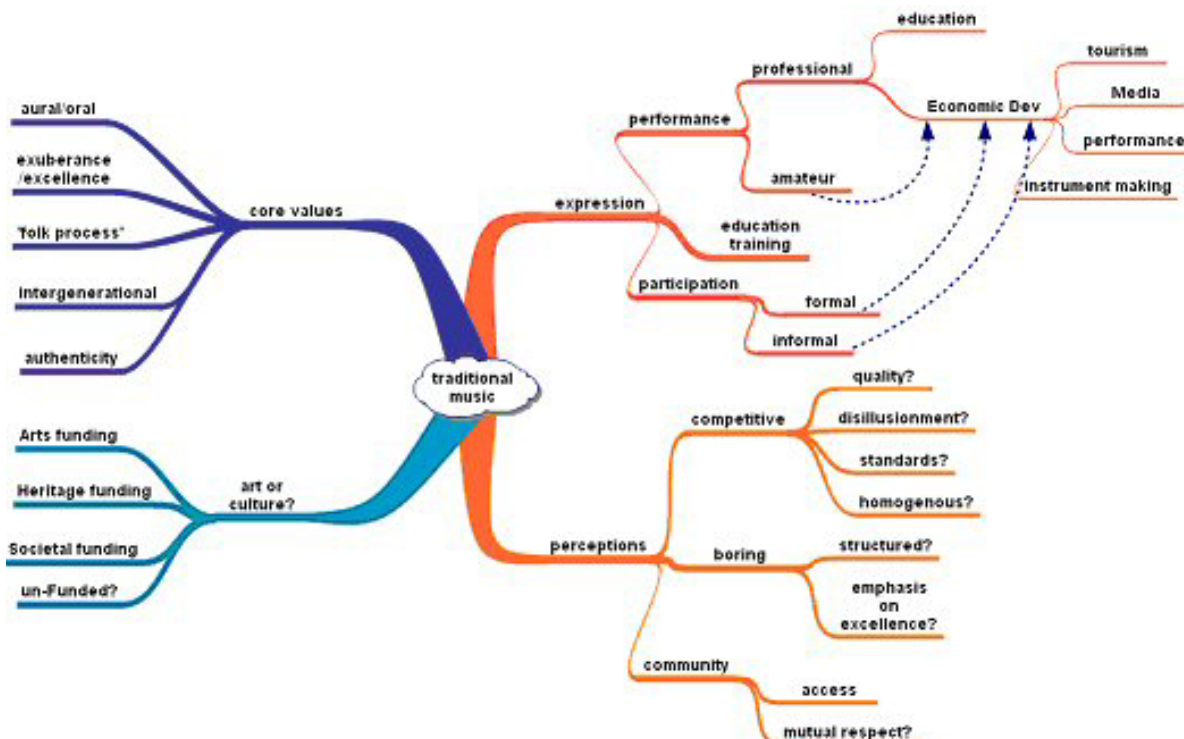 traditional
music
core values
aural/oral
exuberance
/excellence
"folk process"
intergenerational
authenticity
art or
culture?
Arts funding
Heritage funding
Societal funding
un-Funded?
expression
performance
professional
education
Economic Dev
tourism
Media
performance
instrument making
amateur
education
training
participation
formal
informal
perceptions
competitive
quality?
disillusionment?
standards?
homogenous?
boring
structured?
emphasis
on
excellence?
community
access
mutual respect?